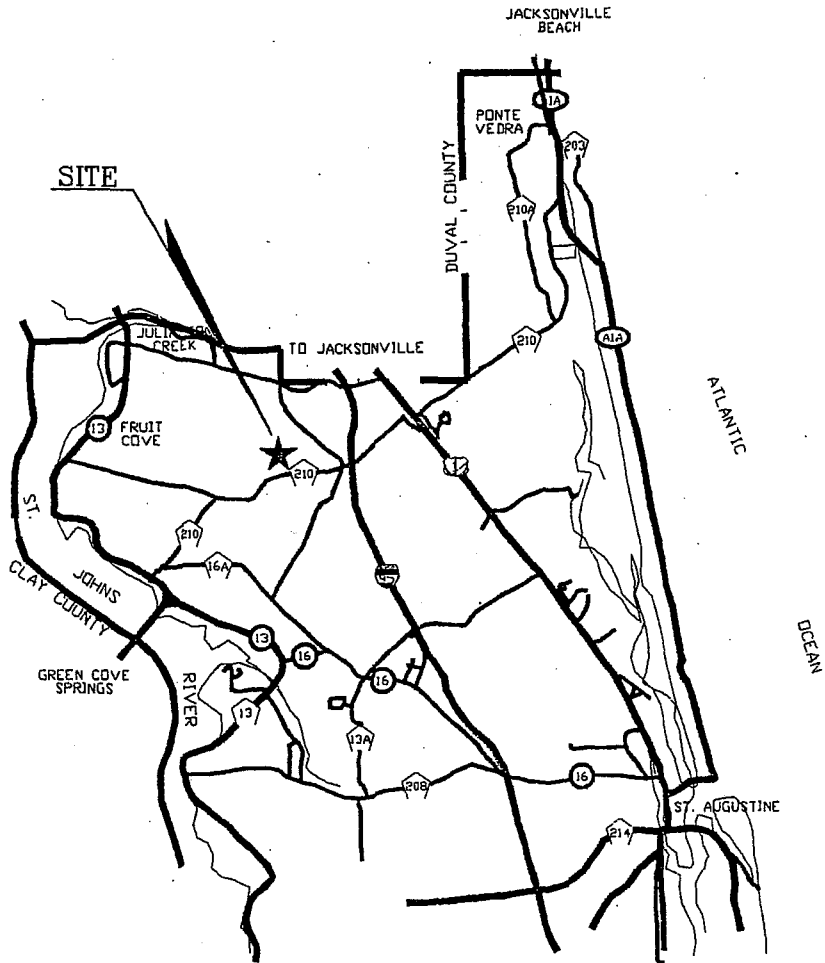 JACKSONVILLE
BEACH
1A
PONTE
VEDRA
203
SITE
DUVAL COUNTY
210A
CREEK
TO JACKSONVILLE
210
A1A
ATLANTIC
13
FRUIT
COVE
210
1
ST.
210
16A
JOHNS
CLAY COUNTY
OCEAN
13
16
GREEN COVE
SPRINGS
16
RIVER
13
13A
208
16
ST. AUGUSTINE
214